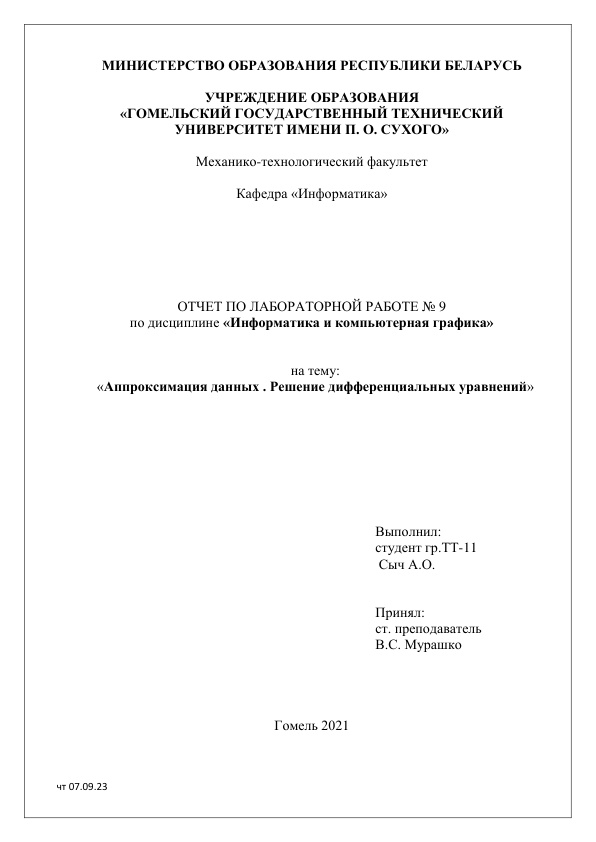 МИНИСТЕРСТВО ОБРАЗОВАНИЯ РЕСПУБЛИКИ БЕЛАРУСЬ
УЧРЕЖДЕНИЕ ОБРАЗОВАНИЯ
«ГОМЕЛЬСКИЙ ГОСУДАРСТВЕННЫЙ ТЕХНИЧЕСКИЙ
УНИВЕРСИТЕТ ИМЕНИ П. О. СУХОГО»
Механико-технологический факультет
Кафедра «Информатика»
ОТЧЕТ ПО ЛАБОРАТОРНОЙ РАБОТЕ № 9
по дисциплине «Информатика и компьютерная графика»
на тему:
«Аппроксимация данных . Решение дифференциальных уравнений»
Выполнил:
студент гр.ТТ-11
Сыч А.О.
Принял:
ст. преподаватель
В.С. Мурашко
Гомель 2021
чт 07.09.23